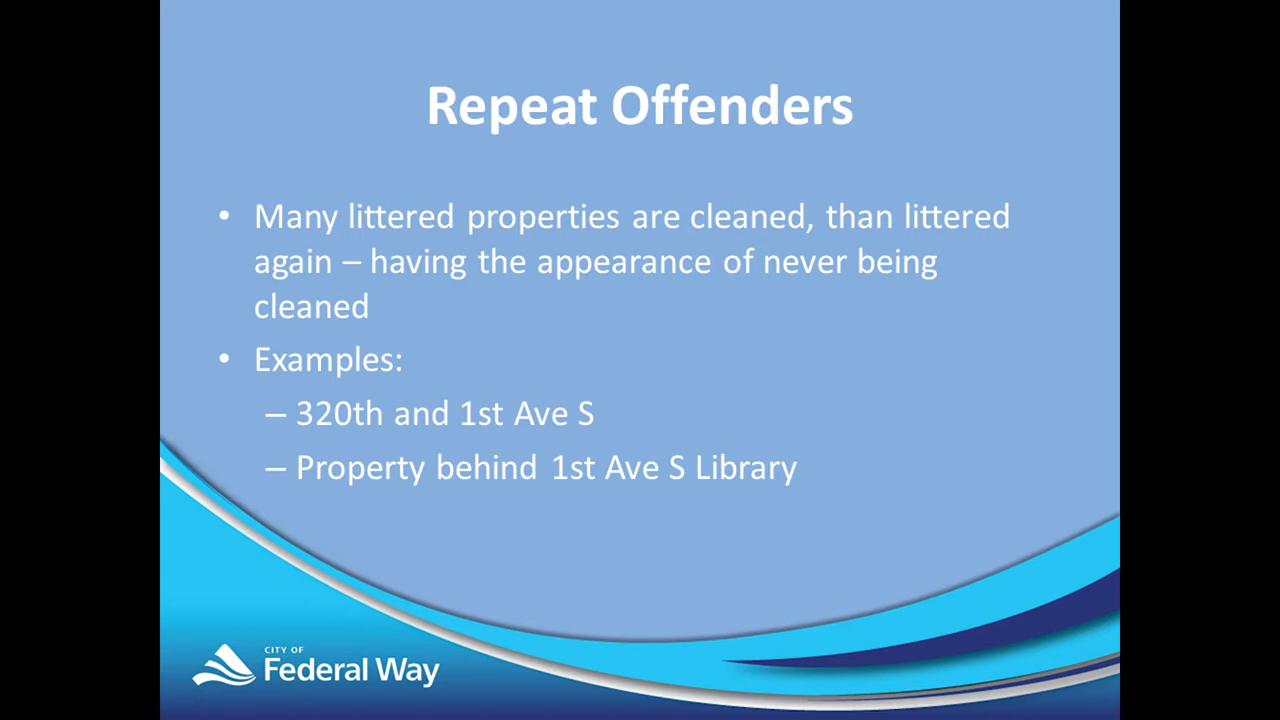 Repeat Offenders
• Many littered properties are cleaned, than littered
again – having the appearance of never being
cleaned
• Examples:
– 320th and 1st Ave S
– Property behind 1st Ave S Library
CITY OF
Federal Way